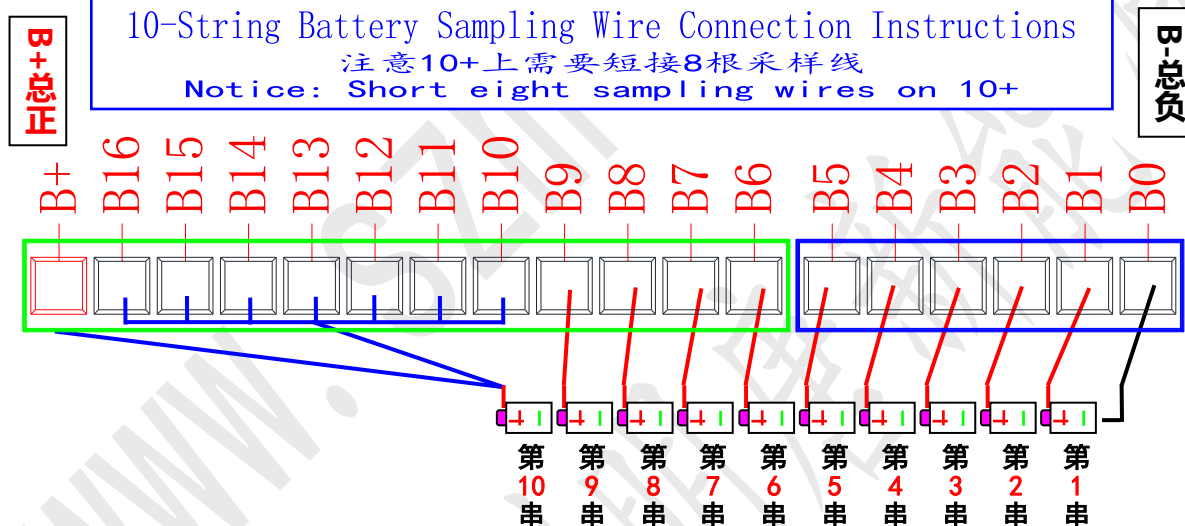 10-String Battery Sampling Wire Connection Instructions
注意10+上需要短接8根采样线
Notice: Short eight sampling wires on 10+
B+总正
B-总负
B+ B16 B15 B14 B13 B12 B11 B10 B9 B8 B7 B6 B5 B4 B3 B2 B1 B0
+ − + − + − + − + − + − + − + − + − + −
第 第 第 第 第 第 第 第 第 第
10 9 8 7 6 5 4 3 2 1
串 串 串 串 串 串 串 串 串 串